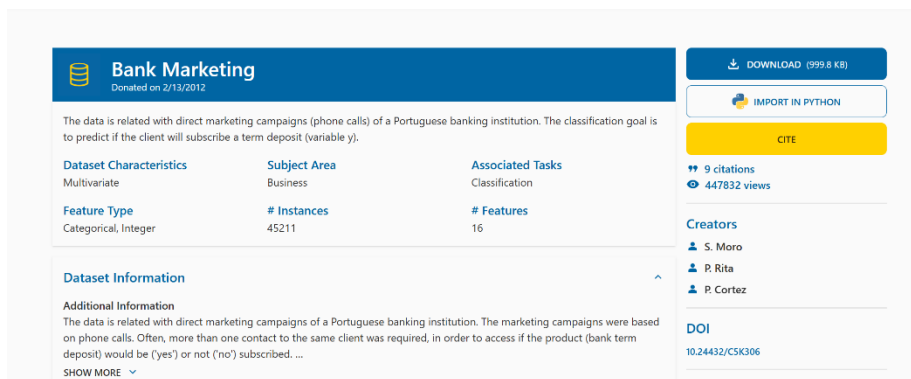 Bank Marketing
Donated on 2/13/2012
The data is related with direct marketing campaigns (phone calls) of a Portuguese banking institution. The classification goal is
to predict if the client will subscribe a term deposit (variable y).
Dataset Characteristics
Multivariate
Subject Area
Business
Associated Tasks
Classification
Feature Type
Categorical, Integer
# Instances
45211
# Features
16
Dataset Information
Additional Information
The data is related with direct marketing campaigns of a Portuguese banking institution. The marketing campaigns were based
on phone calls. Often, more than one contact to the same client was required, in order to access if the product (bank term
deposit) would be ('yes') or not ('no') subscribed. ...
SHOW MORE
DOWNLOAD (999.8 KB)
IMPORT IN PYTHON
CITE
9 citations
447832 views
Creators
S. Moro
P. Rita
P. Cortez
DOI
10.24432/C5K306